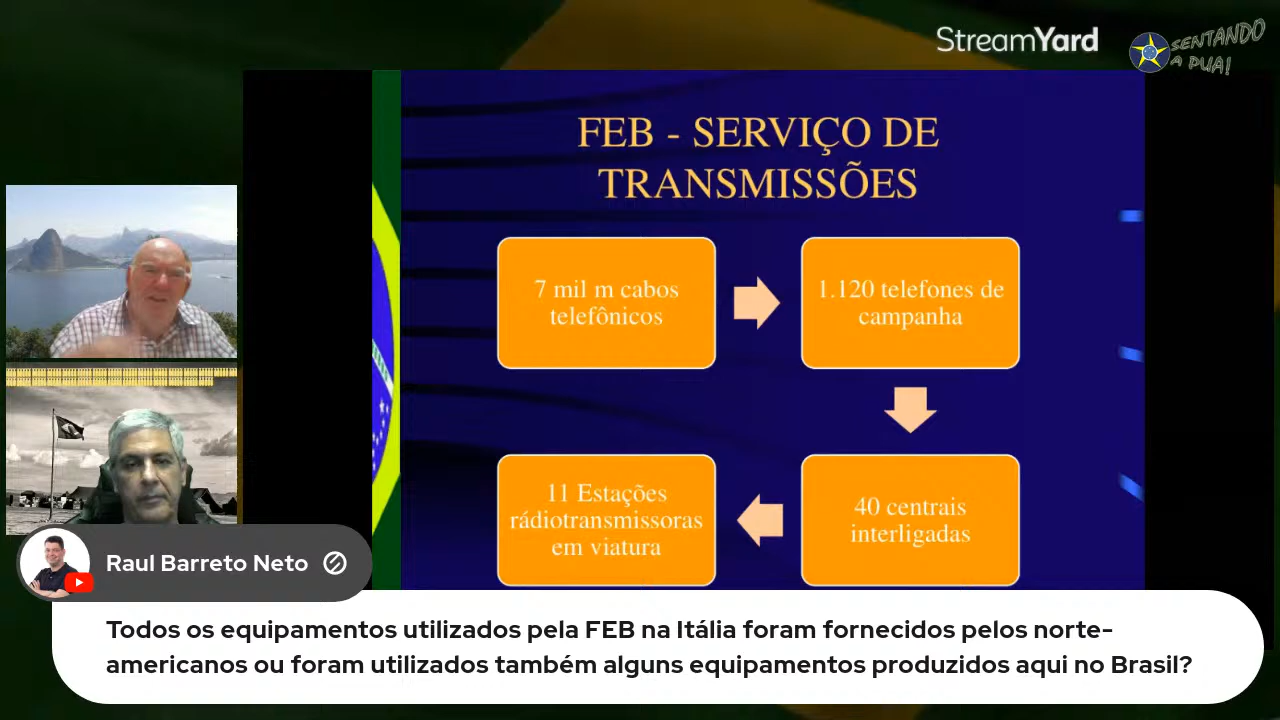 StreamYard
SENTANDO
A PUA!
FEB - SERVIÇO DE
TRANSMISSÕES
7 mil m cabos
telefônicos
1.120 telefones de
campanha
11 Estações
rádiotransmissoras
em viatura
40 centrais
interligadas
Raul Barreto Neto
Todos os equipamentos utilizados pela FEB na Itália foram fornecidos pelos norte-
americanos ou foram utilizados também alguns equipamentos produzidos aqui no Brasil?